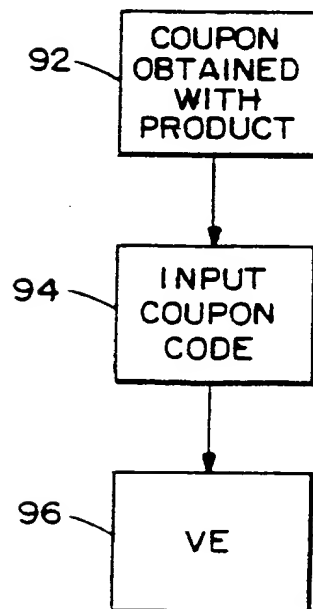 92
COUPON
OBTAINED
WITH
PRODUCT
94
INPUT
COUPON
CODE
96
VE